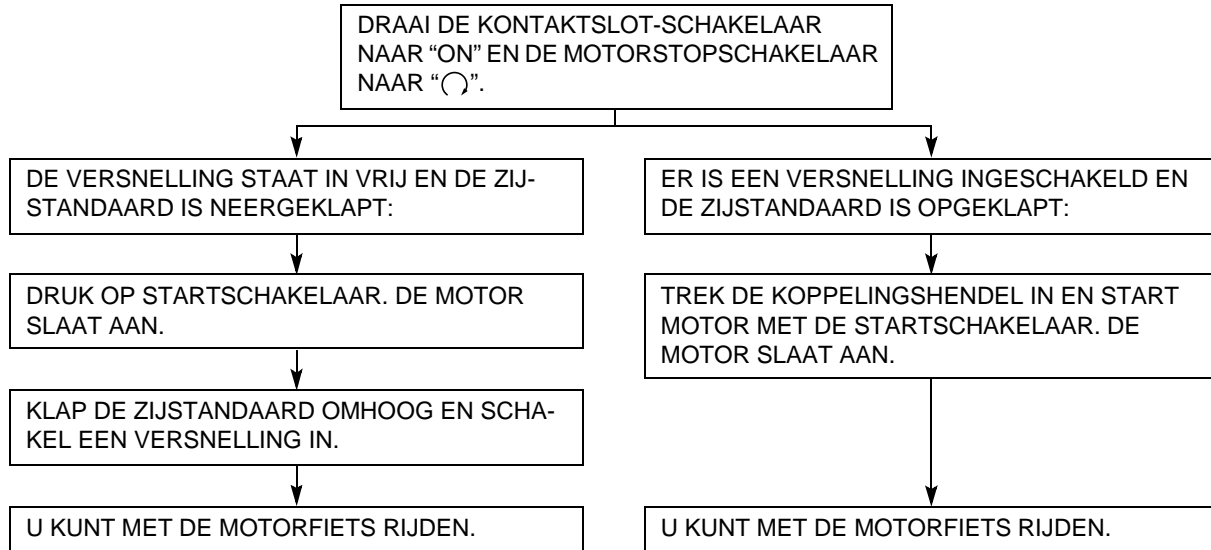 DRAAI DE KONTAKTSLOT-SCHAKELAAR
NAAR “ON” EN DE MOTORSTOPSCHAKELAAR
NAAR “ ”.
DE VERSNELLING STAAT IN VRIJ EN DE ZIJ-
STANDAARD IS NEERGEKLAPT:
DRUK OP STARTSCHAKELAAR. DE MOTOR
SLAAT AAN.
KLAP DE ZIJSTANDAARD OMHOOG EN SCHA-
KEL EEN VERSNELLING IN.
U KUNT MET DE MOTORFIETS RIJDEN.
ER IS EEN VERSNELLING INGESCHAKELD EN
DE ZIJSTANDAARD IS OPGEKLAPT:
TREK DE KOPPELINGSHENDEL IN EN START
MOTOR MET DE STARTSCHAKELAAR. DE
MOTOR SLAAT AAN.
U KUNT MET DE MOTORFIETS RIJDEN.